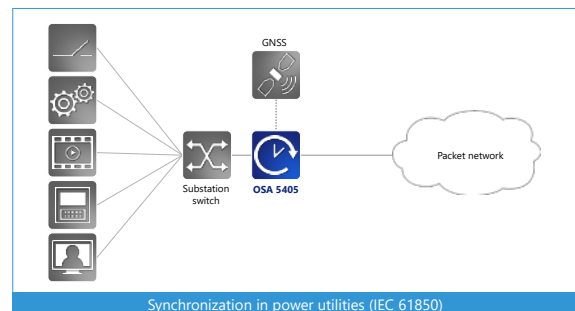 GNSS
Substation
switch
OSA 5405
Packet network
Synchronization in power utilities (IEC 61850)